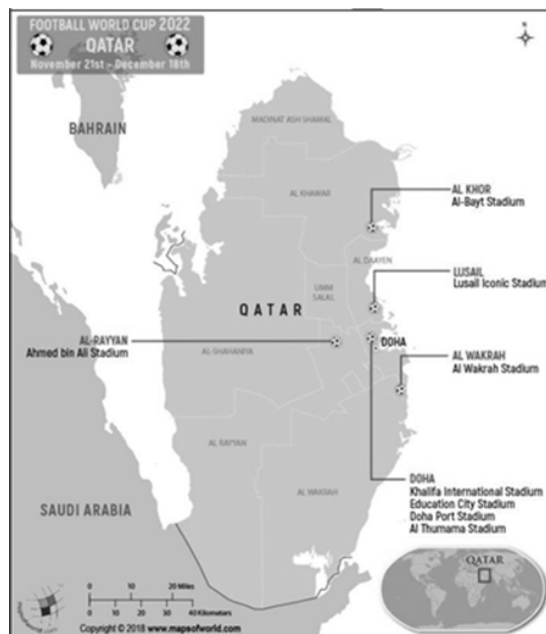 FOOTBALL WORLD CUP 2022
QATAR
November 21st - December 18th
BAHRAIN
MADINAT ASH SHAMAL
AL KHAWAR
AL KHOR
Al-Bayt Stadium
AL DAAYEN
UMM
SALAL
LUSAIL
Lusail Iconic Stadium
QATAR
AL-RAYYAN
Ahmed bin Ali Stadium
AL-SHAHANIYA
DOHA
AL WAKRAH
Al Wakrah Stadium
AL RAYYAN
AL WAKRAH
DOHA
Khalifa International Stadium
Education City Stadium
Doha Port Stadium
Al Thumama Stadium
SAUDI ARABIA
QATAR
0 10 20 Miles
0 20 40 Kilometers
Copyright © 2018 www.mapsofworld.com